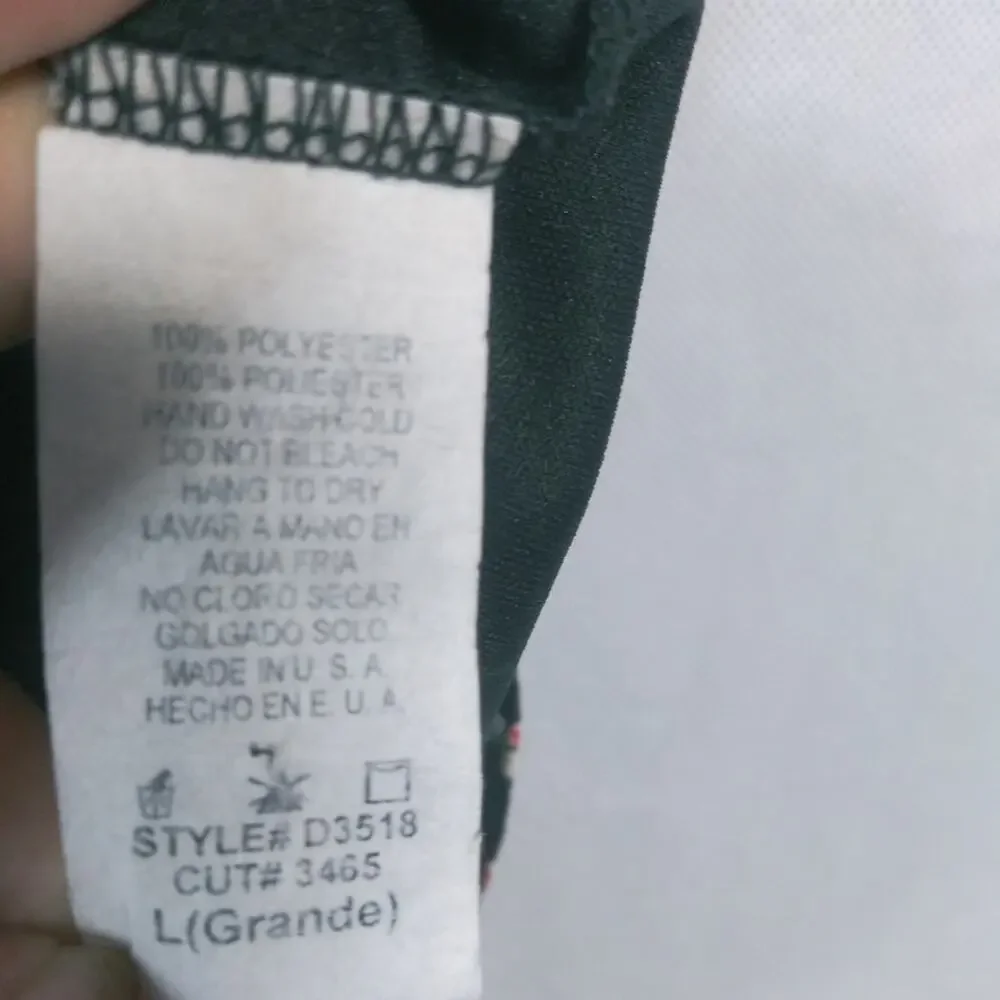 100% POLYESTER
100% POLIESTER
HAND WASH COLD
DO NOT BLEACH
HANG TO DRY
LAVAR A MANO EN
AGUA FRIA
NO CLORO SECAR
GOLGADO SOLO
MADE IN U. S. A.
HECHO EN E. U. A.
STYLE# D3518
CUT# 3465
L(Grande)